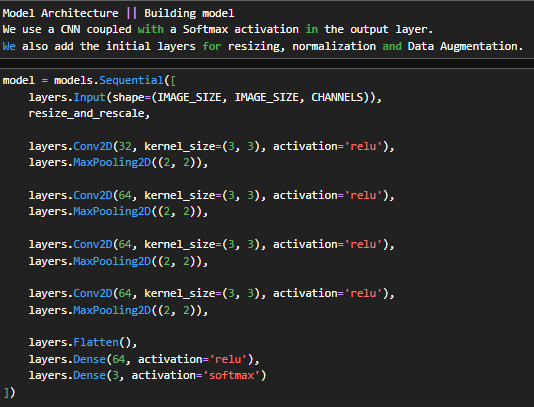 Model Architecture || Building model
We use a CNN coupled with a Softmax activation in the output layer.
We also add the initial layers for resizing, normalization and Data Augmentation.
model = models.Sequential([
    layers.Input(shape=(IMAGE_SIZE, IMAGE_SIZE, CHANNELS)),
    resize_and_rescale,

    layers.Conv2D(32, kernel_size=(3, 3), activation='relu'),
    layers.MaxPooling2D((2, 2)),

    layers.Conv2D(64, kernel_size=(3, 3), activation='relu'),
    layers.MaxPooling2D((2, 2)),

    layers.Conv2D(64, kernel_size=(3, 3), activation='relu'),
    layers.MaxPooling2D((2, 2)),

    layers.Conv2D(64, kernel_size=(3, 3), activation='relu'),
    layers.MaxPooling2D((2, 2)),

    layers.Flatten(),
    layers.Dense(64, activation='relu'),
    layers.Dense(3, activation='softmax')
])